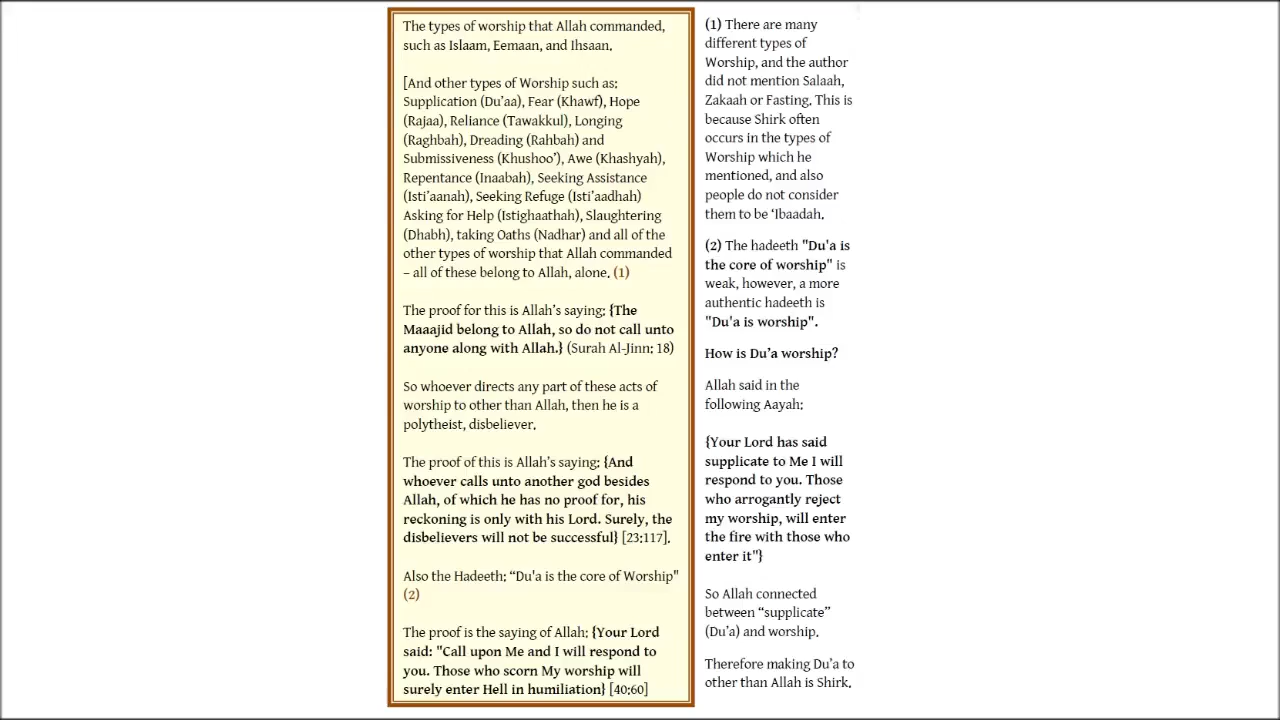 The types of worship that Allah commanded,
such as Islaam, Eemaan, and Ihsaan.
[And other types of Worship such as:
Supplication (Du’aa), Fear (Khawf), Hope
(Rajaa), Reliance (Tawakkul), Longing
(Raghbah), Dreading (Rahbah) and
Submissiveness (Khushoo’), Awe (Khashyah),
Repentance (Inaabah), Seeking Assistance
(Isti’aanah), Seeking Refuge (Isti’aadhah)
Asking for Help (Istighaathah), Slaughtering
(Dhabh), taking Oaths (Nadhar) and all of the
other types of worship that Allah commanded
– all of these belong to Allah, alone. (1)
The proof for this is Allah’s saying: {The
Maaajid belong to Allah, so do not call unto
anyone along with Allah.} (Surah Al-Jinn: 18)
So whoever directs any part of these acts of
worship to other than Allah, then he is a
polytheist, disbeliever.
The proof of this is Allah’s saying: {And
whoever calls unto another god besides
Allah, of which he has no proof for, his
reckoning is only with his Lord. Surely, the
disbelievers will not be successful} [23:117].
Also the Hadeeth: “Du'a is the core of Worship"
(2)
The proof is the saying of Allah: {Your Lord
said: "Call upon Me and I will respond to
you. Those who scorn My worship will
surely enter Hell in humiliation} [40:60]
(1) There are many
different types of
Worship, and the author
did not mention Salaah,
Zakaah or Fasting. This is
because Shirk often
occurs in the types of
Worship which he
mentioned, and also
people do not consider
them to be ‘Ibaadah.
(2) The hadeeth "Du'a is
the core of worship" is
weak, however, a more
authentic hadeeth is
"Du'a is worship".
How is Du’a worship?
Allah said in the
following Aayah:
{Your Lord has said
supplicate to Me I will
respond to you. Those
who arrogantly reject
my worship, will enter
the fire with those who
enter it"}
So Allah connected
between “supplicate”
(Du’a) and worship.
Therefore making Du’a to
other than Allah is Shirk.